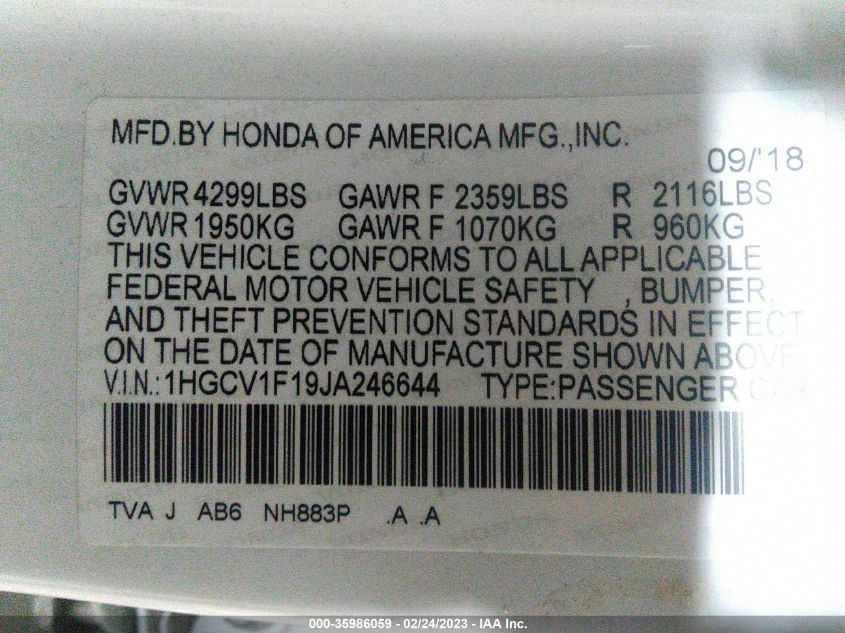 MFD.BY HONDA OF AMERICA MFG.,INC.
09/'18
GVWR 4299LBS GAWR F 2359LBS R 2116LBS
GVWR 1950KG GAWR F 1070KG R 960KG
THIS VEHICLE CONFORMS TO ALL APPLICABLE
FEDERAL MOTOR VEHICLE SAFETY , BUMPER,
AND THEFT PREVENTION STANDARDS IN EFFECT
ON THE DATE OF MANUFACTURE SHOWN ABOVE
V.I.N.:1HGCV1F19JA246644 TYPE:PASSENGER CAR
TVA J AB6 NH883P .A .A
000-35986059 - 02/24/2023 - IAA Inc.